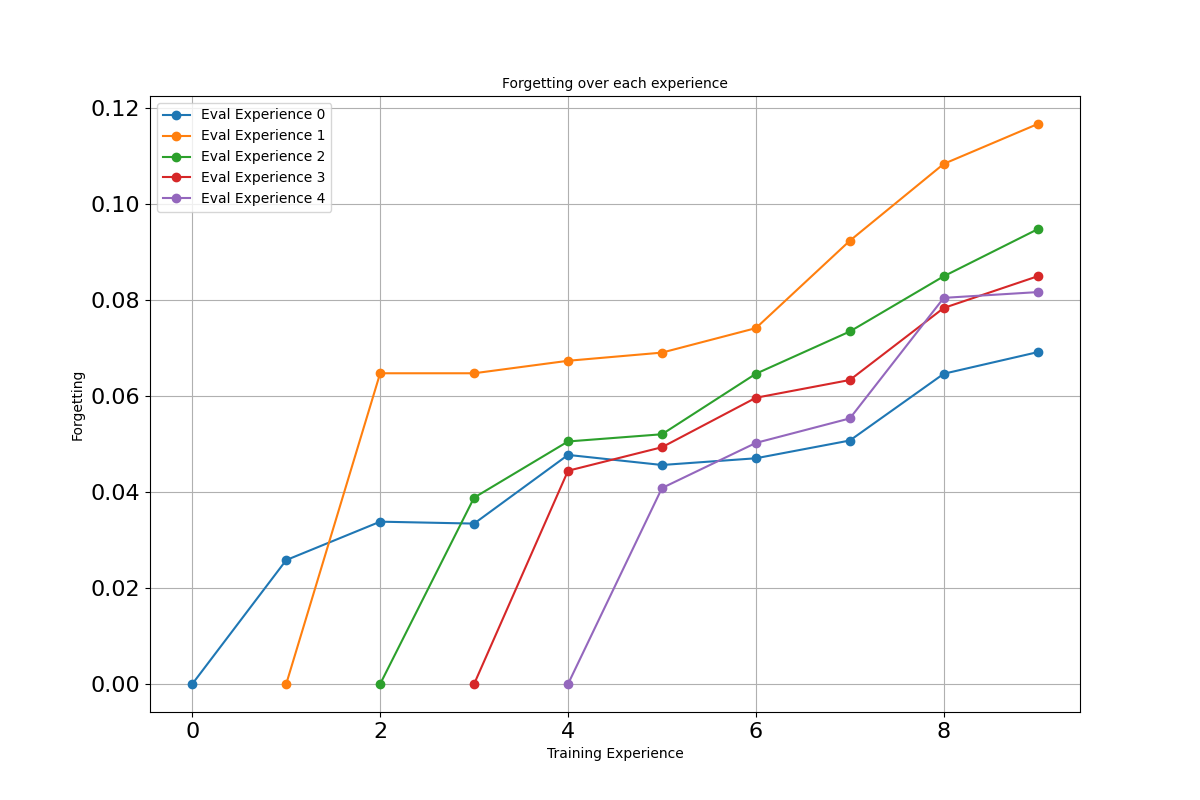 Forgetting over each experience
0.12
0.10
0.08
0.06
0.04
0.02
0.00
Forgetting
Eval Experience 0
Eval Experience 1
Eval Experience 2
Eval Experience 3
Eval Experience 4
0 2 4 6 8
Training Experience